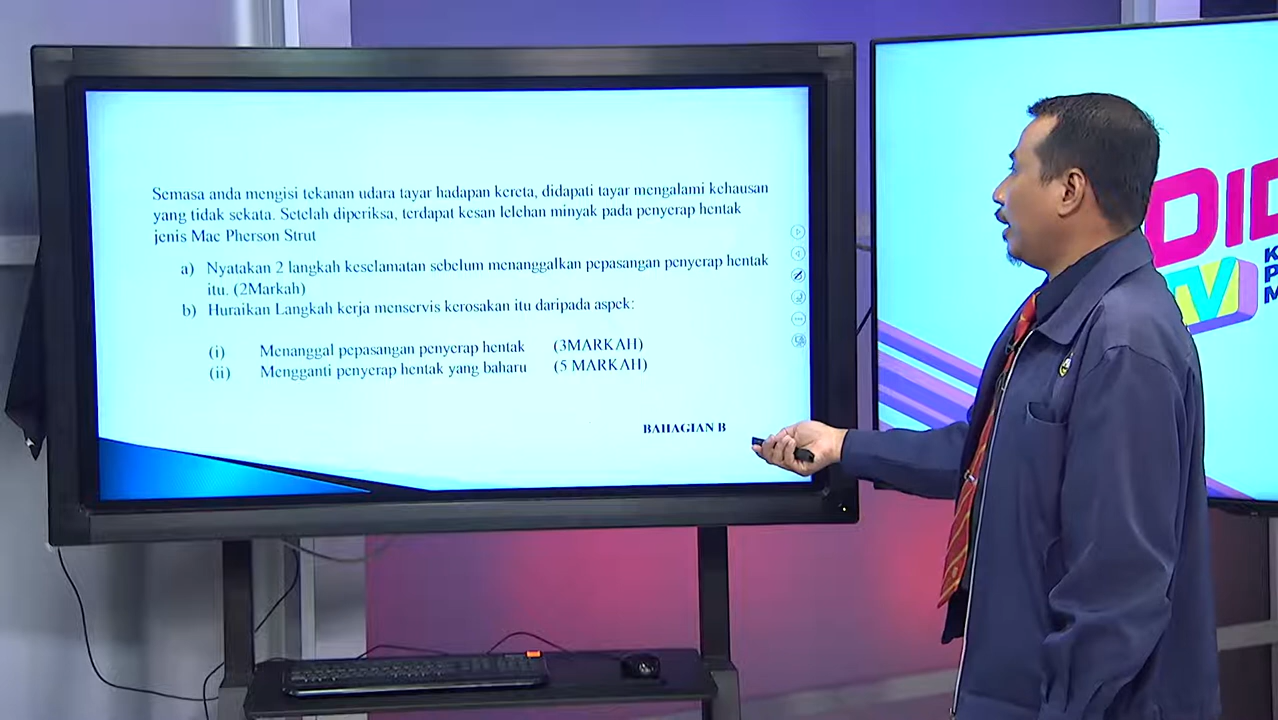 Semasa anda mengisi tekanan udara tayar hadapan kereta, didapati tayar mengalami kehausan
yang tidak sekata. Setelah diperiksa, terdapat kesan lelehan minyak pada penyerap hentak
jenis Mac Pherson Strut
a) Nyatakan 2 langkah keselamatan sebelum menanggalkan pepasangan penyerap hentak
itu. (2Markah)
b) Huraikan Langkah kerja menservis kerosakan itu daripada aspek:
(i) Menanggal pepasangan penyerap hentak (3MARKAH)
(ii) Mengganti penyerap hentak yang baharu (5 MARKAH)
BAHAGIAN B
DID
TV
K
P
M